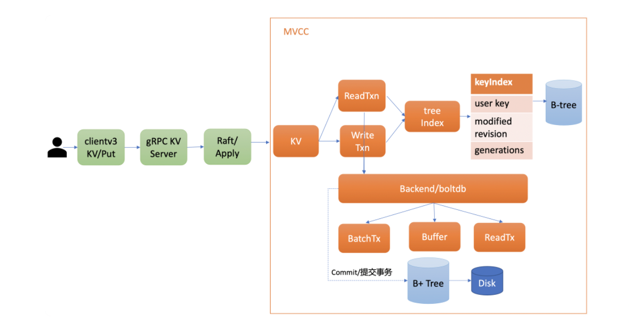 MVCC
clientv3
KV/Put
gRPC KV
Server
Raft/
Apply
KV
ReadTxn
Write
Txn
tree
Index
keyIndex
user key
modified
revision
generations
B-tree
Backend/boltdb
BatchTx
Buffer
ReadTx
Commit/提交事务
B+ Tree
Disk